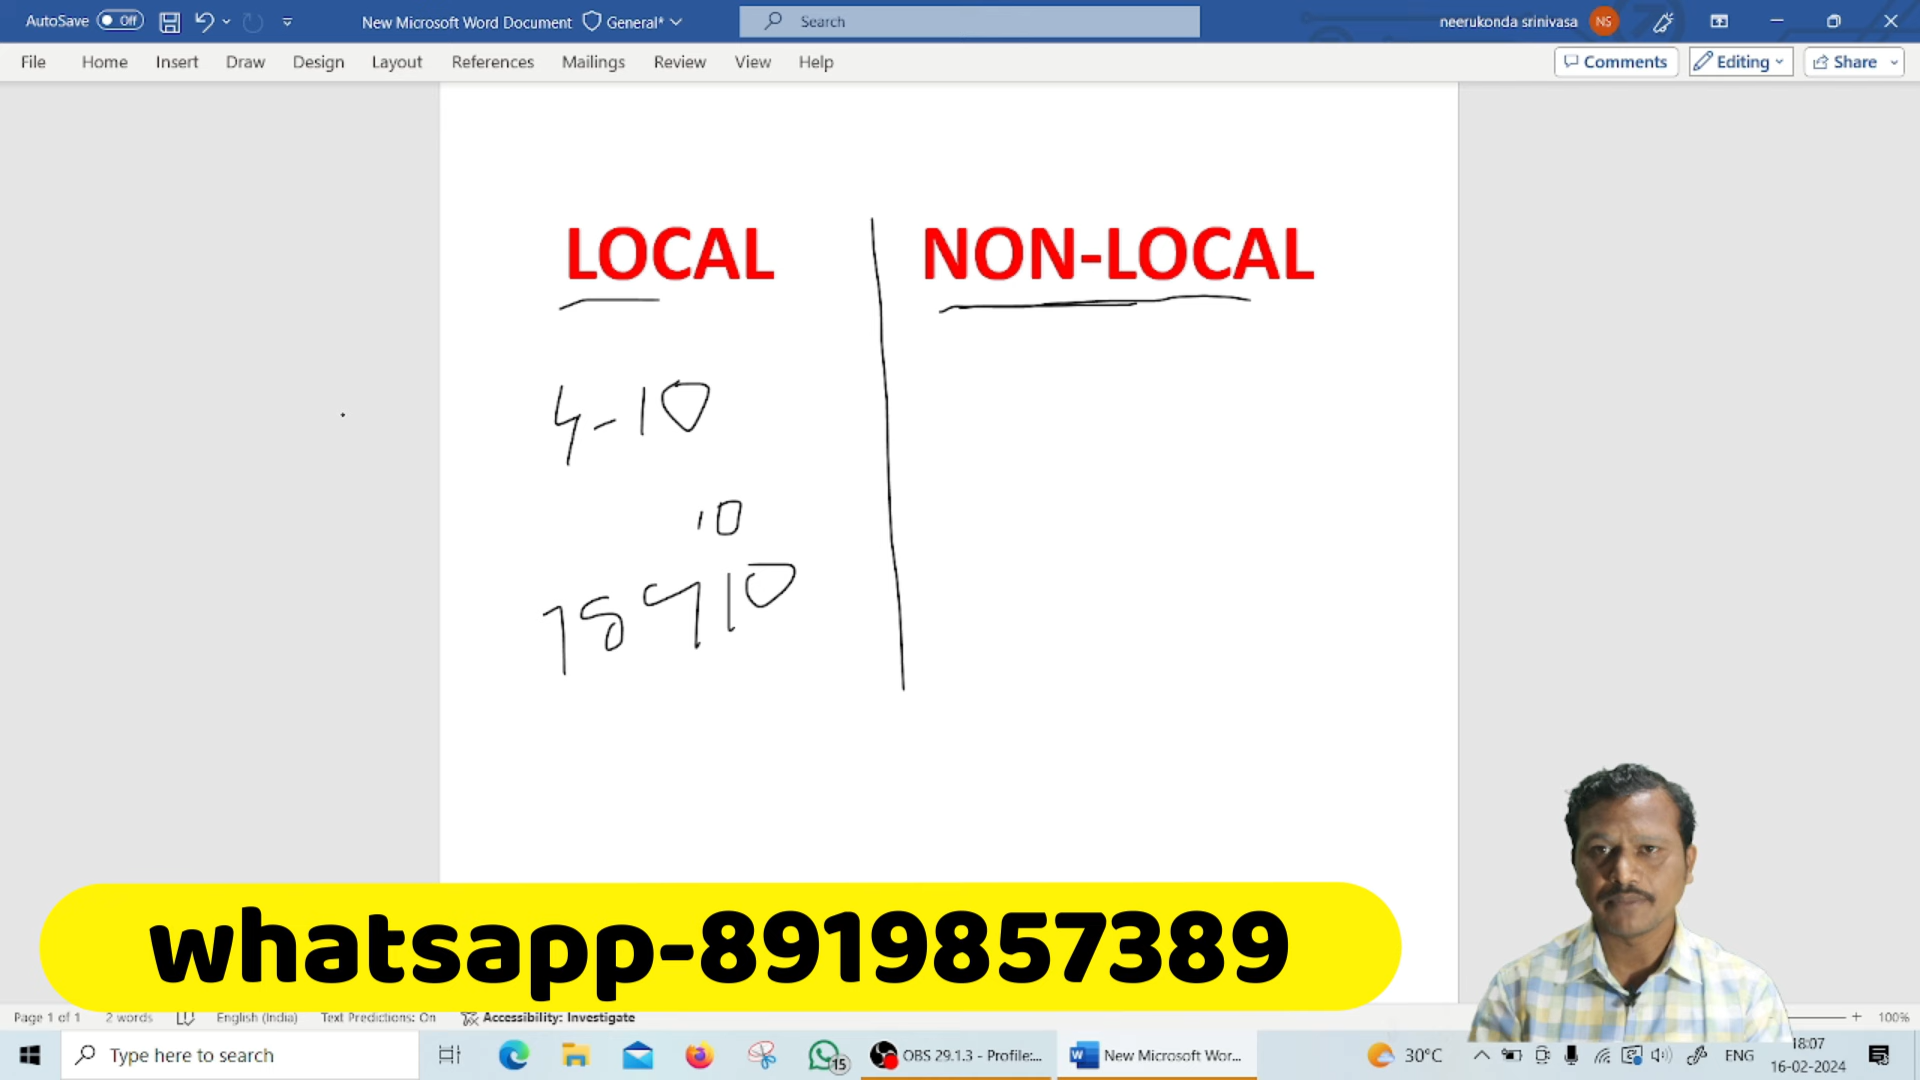 AutoSave Off New Microsoft Word Document General* Search neerukonda srinivasa NS
File Home Insert Draw Design Layout References Mailings Review View Help Comments Editing Share
LOCAL NON-LOCAL
4-10
10
78910
whatsapp-8919857389
Page 1 of 1 2 words English (India) Text Predictions: On Accessibility: Investigate 100%
Type here to search 15 OBS 29.1.3 - Profile:... New Microsoft Wor... 30°C ENG 18:07
16-02-2024